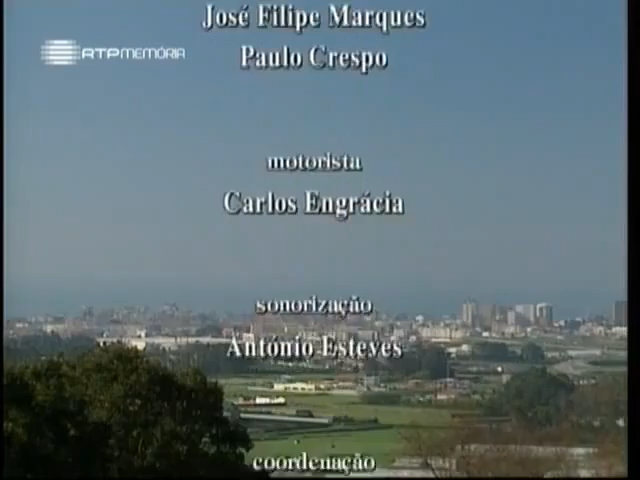 José Filipe Marques
RTP MEMÓRIA
Paulo Crespo
motorista
Carlos Engrácia
sonorização
António Esteves
coordenação